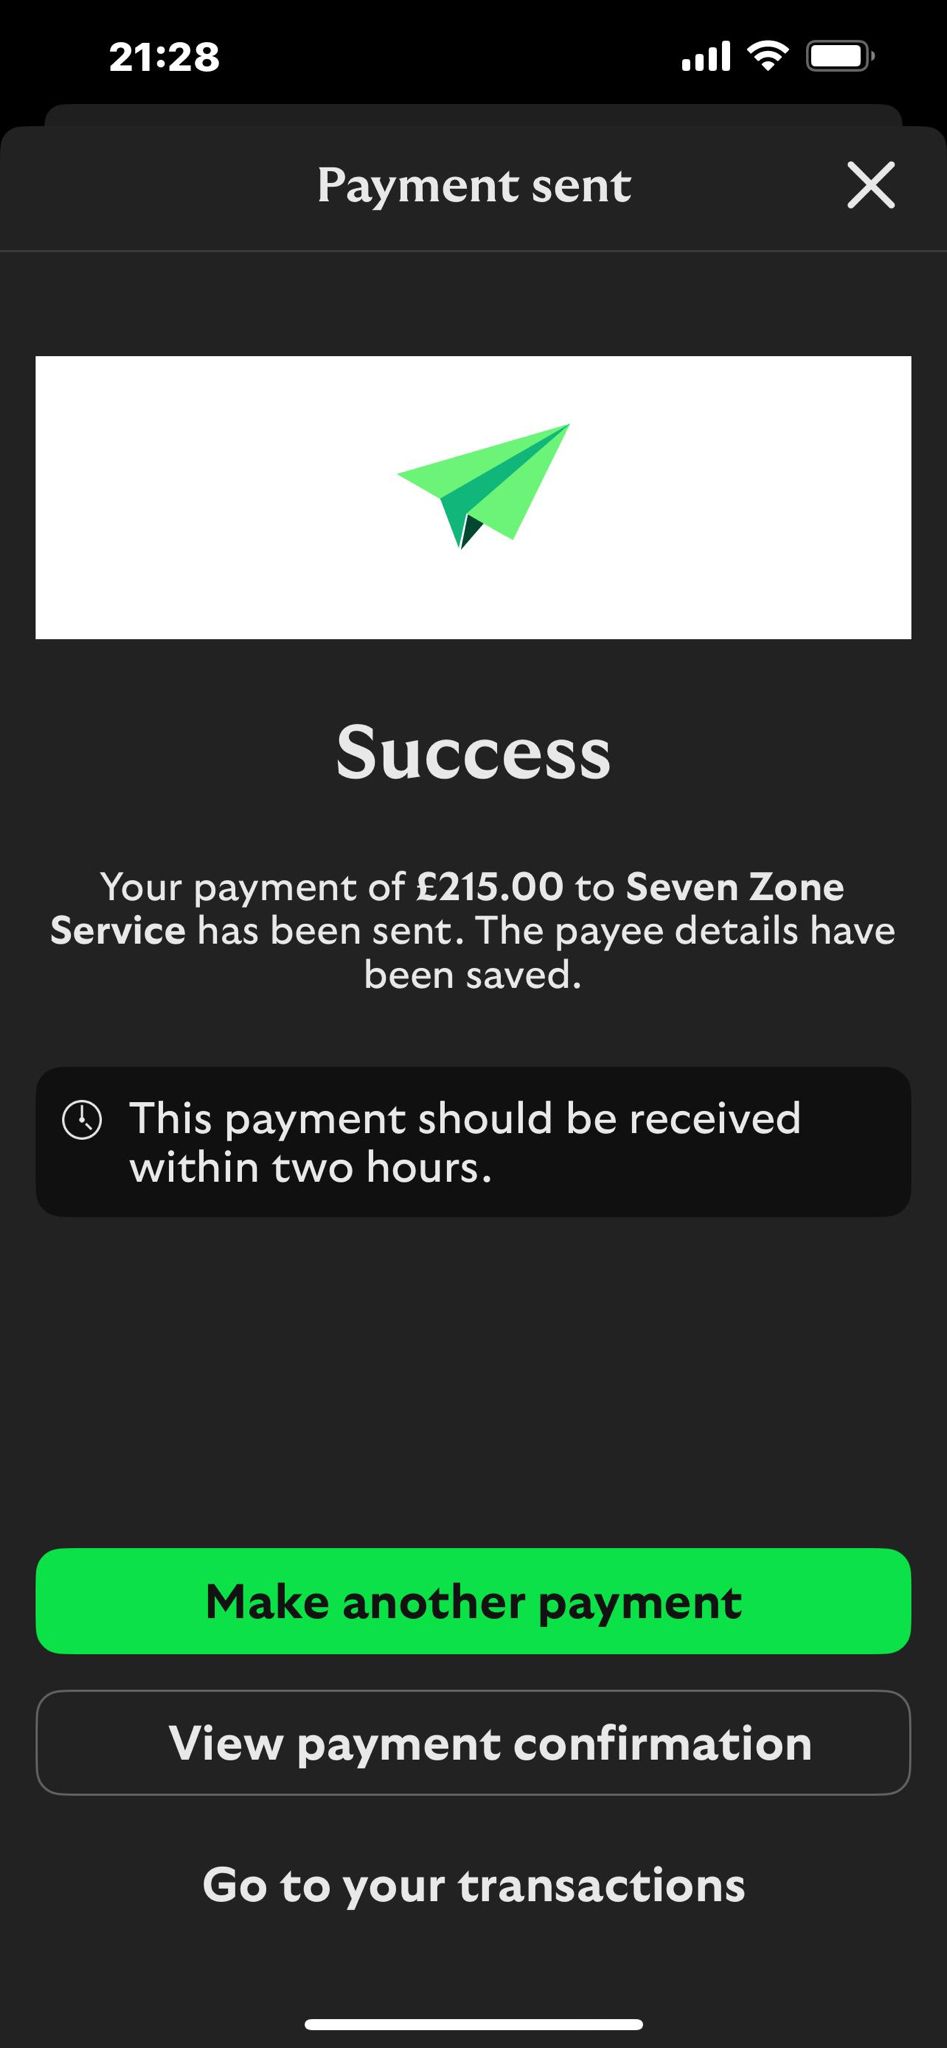 21:28
Payment sent
Success
Your payment of £215.00 to Seven Zone
Service has been sent. The payee details have
been saved.
This payment should be received
within two hours.
Make another payment
View payment confirmation
Go to your transactions